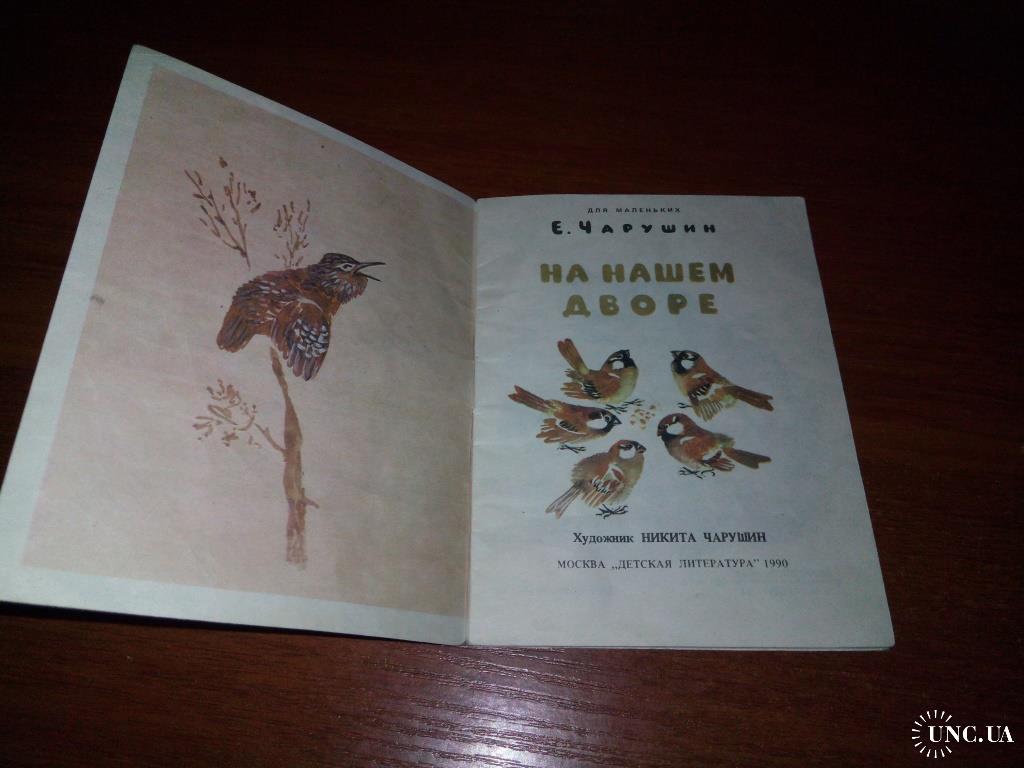 ДЛЯ МАЛЕНЬКИХ
Е. ЧАРУШИН
НА НАШЕМ
ДВОРЕ
Художник НИКИТА ЧАРУШИН
МОСКВА „ДЕТСКАЯ ЛИТЕРАТУРА" 1990
UNC.UA